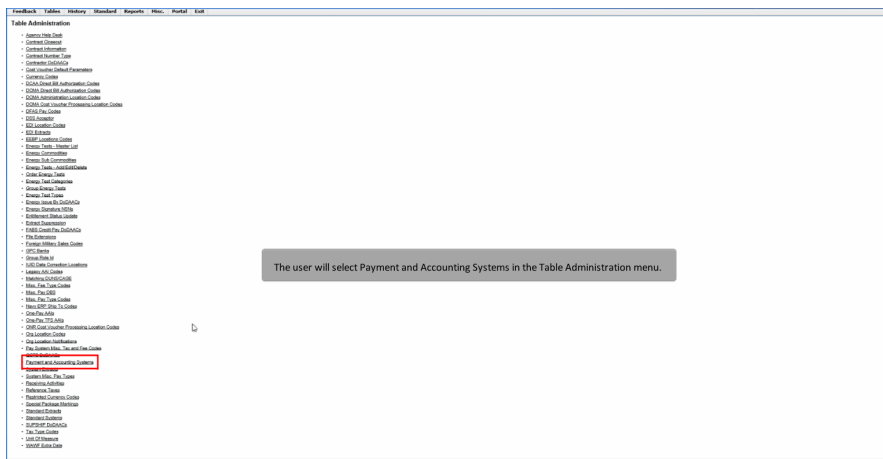 Feedback Tables History Standard Reports Misc. Portal Exit
Table Administration
Agency Help Desk
Contract Closeout
Contract Information
Contract Number Type
Contractor DoDAACs
Cost Voucher Default Parameters
Currency Codes
DCAA Direct Bill Authorization Codes
DCMA Direct Bill Authorization Codes
DCMA Administration Location Codes
DCMA Cost Voucher Processing Location Codes
DFAS Pay Codes
DSS Acceptor
EDI Location Codes
EDI Extracts
EEBP Locations Codes
Energy Tests - Master List
Energy Commodities
Energy Sub Commodities
Energy Tests - Add/Edit/Delete
Order Energy Tests
Energy Test Categories
Group Energy Tests
Energy Test Types
Energy Issue By DoDAACs
Energy Signature NSNs
Entitlement Status Update
Extract Suppression
FABS Credit Pay DoDAACs
File Extensions
Foreign Military Sales Codes
GPC Banks
Group Role Id
IUID Data Correction Locations
Legacy AAI Codes
Matching DUNS/CAGE
Misc. Fee Type Codes
Misc. Pay DBS
Misc. Pay Type Codes
Navy ERP Ship To Codes
One-Pay AAIs
One-Pay TFS AAIs
ONR Cost Voucher Processing Location Codes
Org Location Codes
Org Location Notifications
Pay System Misc. Tax and Fee Codes
Payment and Accounting Systems
System Extracts
System Map. Pay Types
Receiving Activities
Reference Taxes
Restricted Currency Codes
Special Package Markings
Standard Extracts
Standard Systems
SUPSHIP DoDAACs
Tax Type Codes
Unit Of Measure
WAWF Extra Data
The user will select Payment and Accounting Systems in the Table Administration menu.